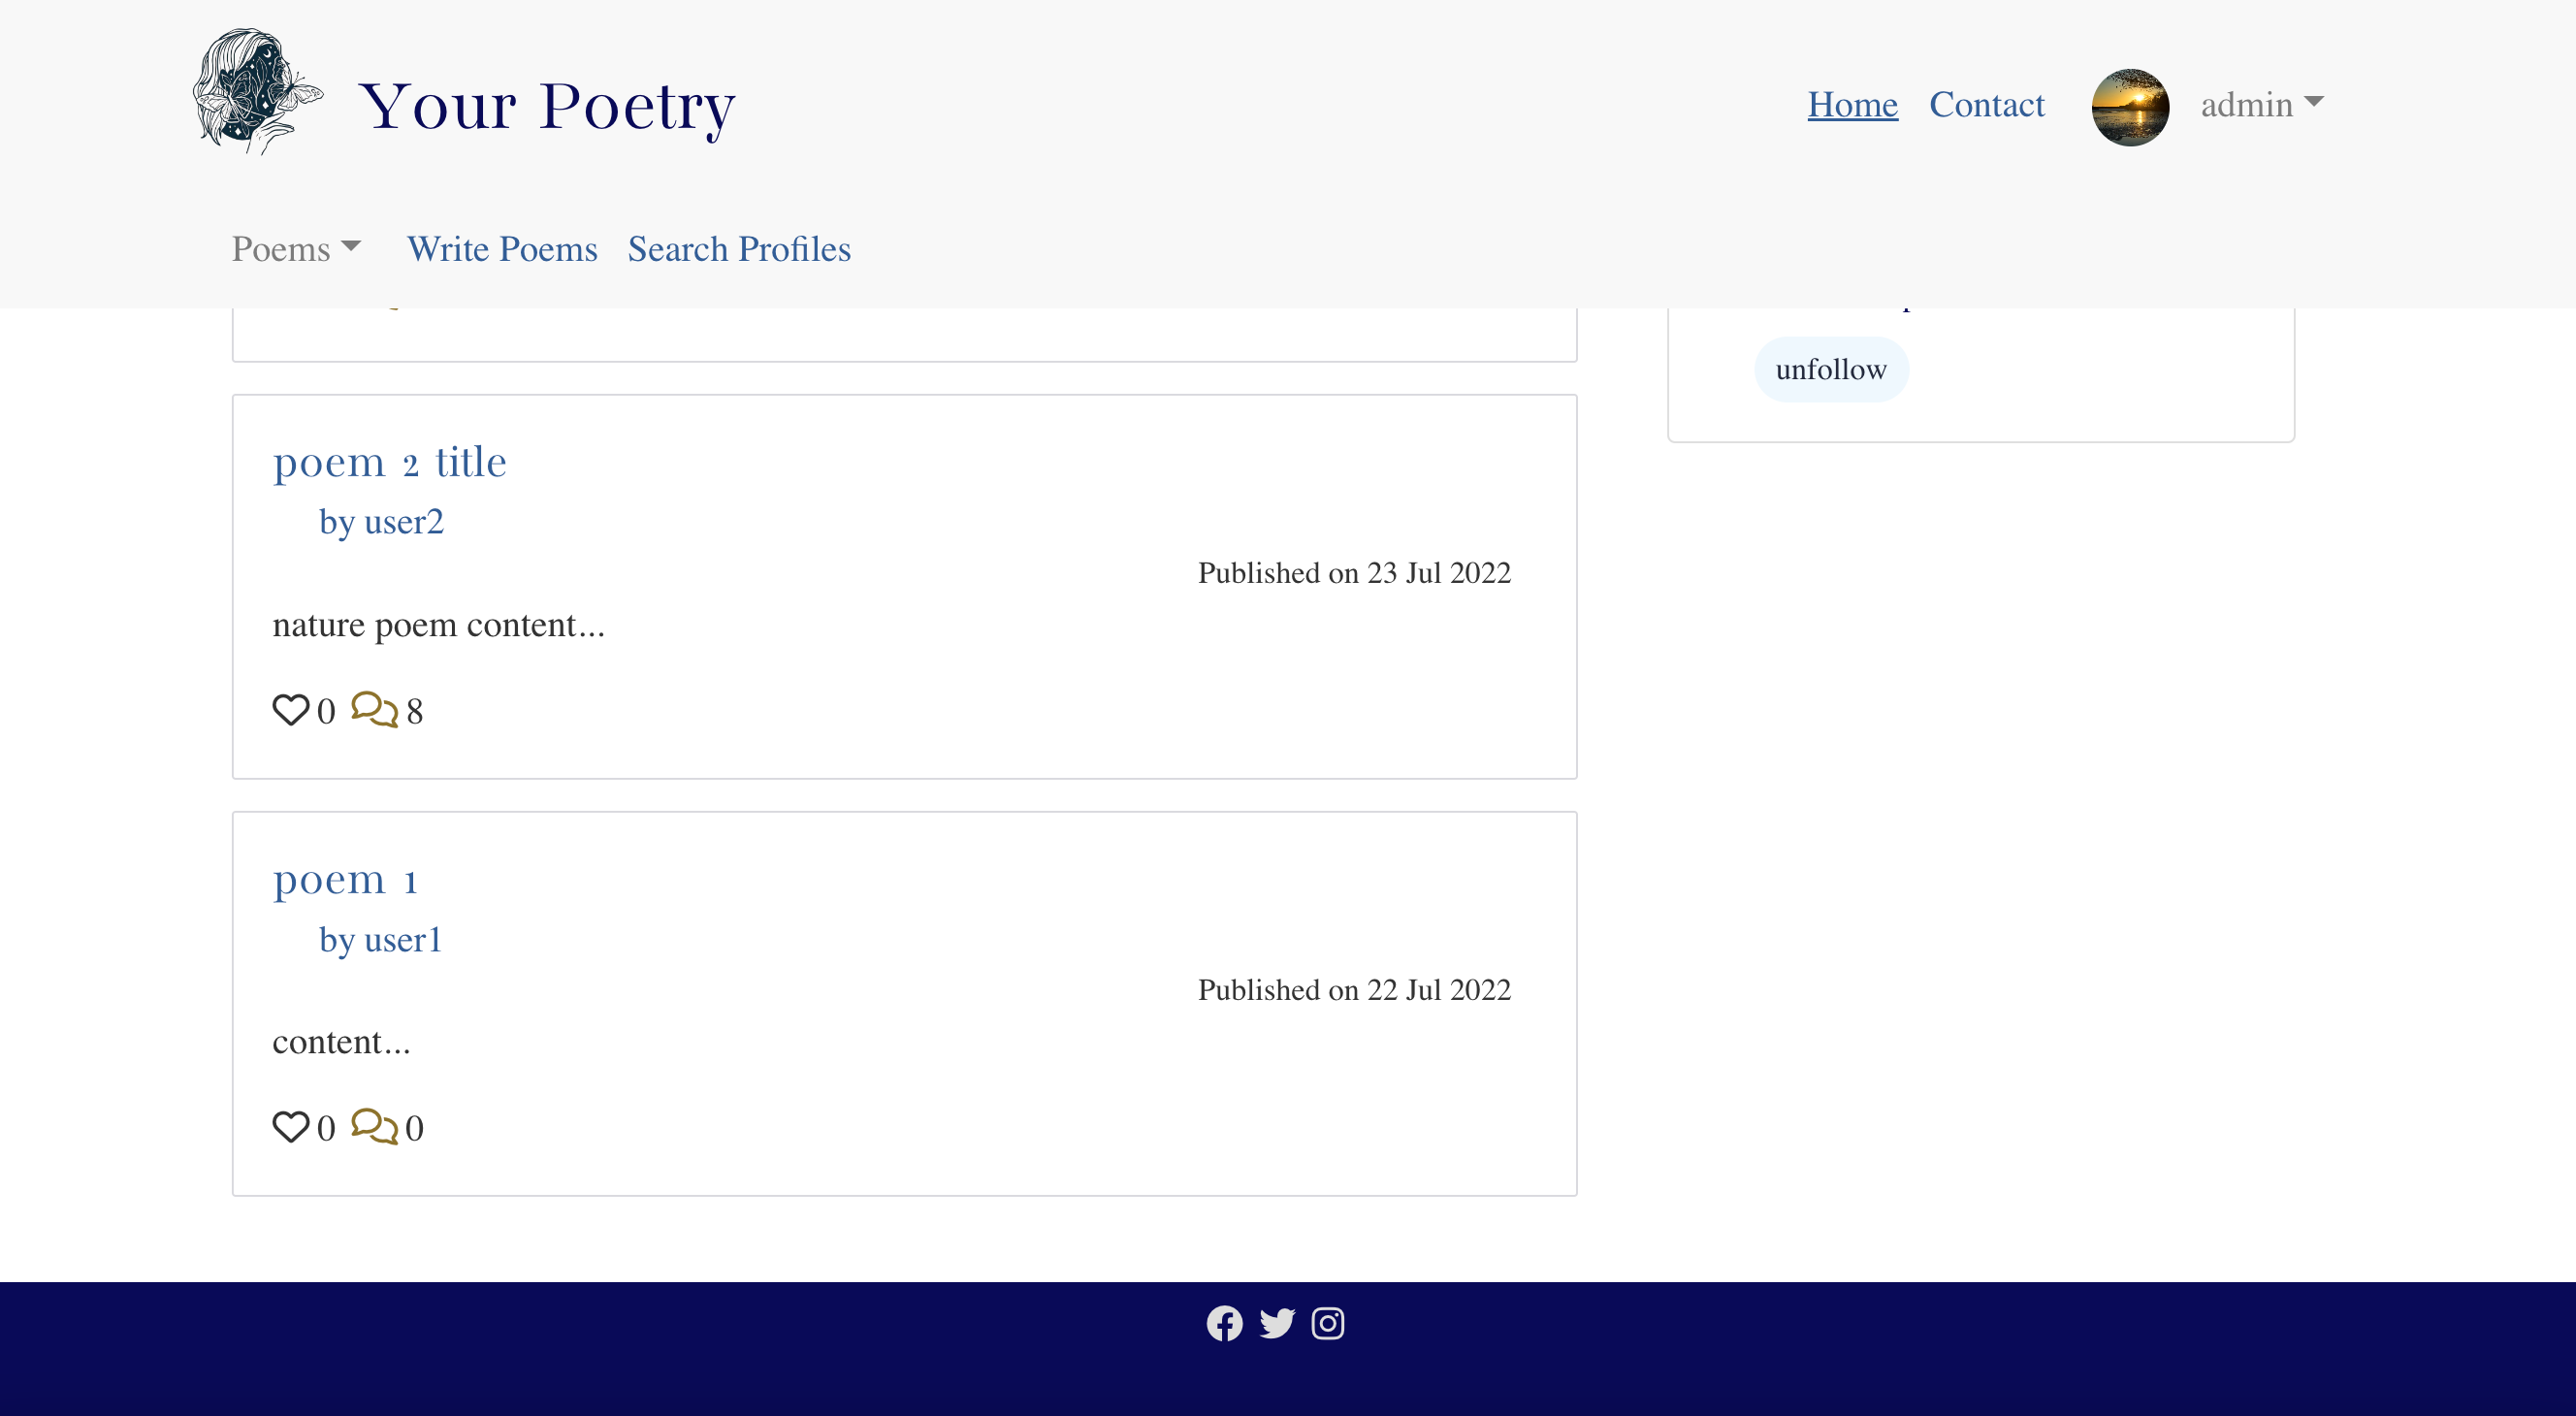 Your Poetry
Home Contact admin
Poems Write Poems Search Profiles
unfollow
poem 2 title
by user2
Published on 23 Jul 2022
nature poem content...
0 8
poem 1
by user1
Published on 22 Jul 2022
content...
0 0